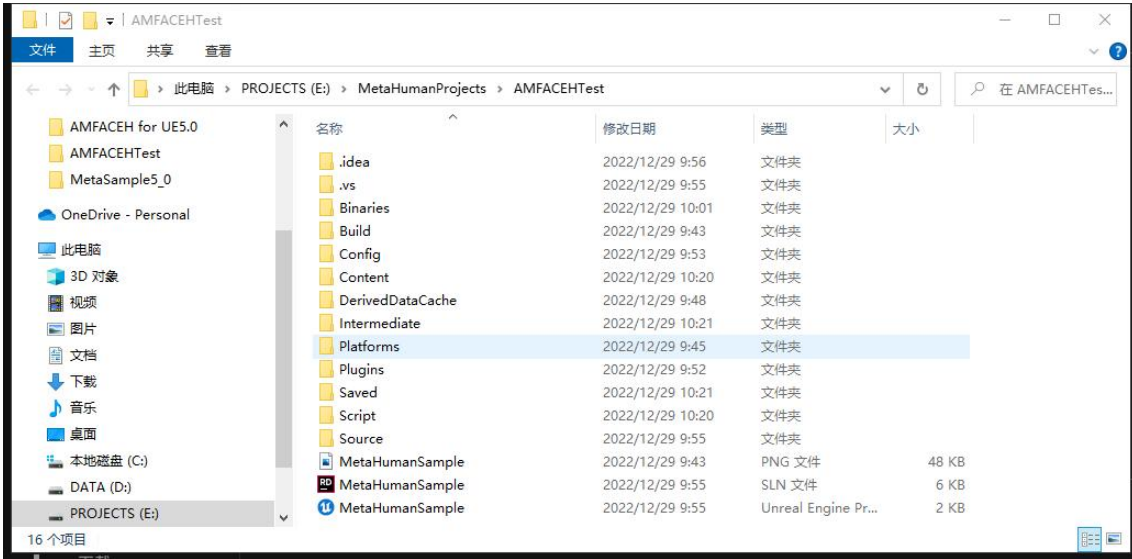 AMFACEHTest
文件 主页 共享 查看
此电脑 PROJECTS (E:) MetaHumanProjects AMFACEHTest 在 AMFACEHTes...
AMFACEH for UE5.0
AMFACEHTest
MetaSample5_0
OneDrive - Personal
此电脑
3D 对象
视频
图片
文档
下载
音乐
桌面
本地磁盘 (C:)
DATA (D:)
PROJECTS (E:)
名称 修改日期 类型 大小
.idea 2022/12/29 9:56 文件夹
.vs 2022/12/29 9:55 文件夹
Binaries 2022/12/29 10:01 文件夹
Build 2022/12/29 9:43 文件夹
Config 2022/12/29 9:53 文件夹
Content 2022/12/29 10:20 文件夹
DerivedDataCache 2022/12/29 9:48 文件夹
Intermediate 2022/12/29 10:21 文件夹
Platforms 2022/12/29 9:45 文件夹
Plugins 2022/12/29 9:52 文件夹
Saved 2022/12/29 10:21 文件夹
Script 2022/12/29 10:20 文件夹
Source 2022/12/29 9:55 文件夹
MetaHumanSample 2022/12/29 9:43 PNG 文件 48 KB
MetaHumanSample 2022/12/29 9:55 SLN 文件 6 KB
MetaHumanSample 2022/12/29 9:55 Unreal Engine Pr... 2 KB
16 个项目